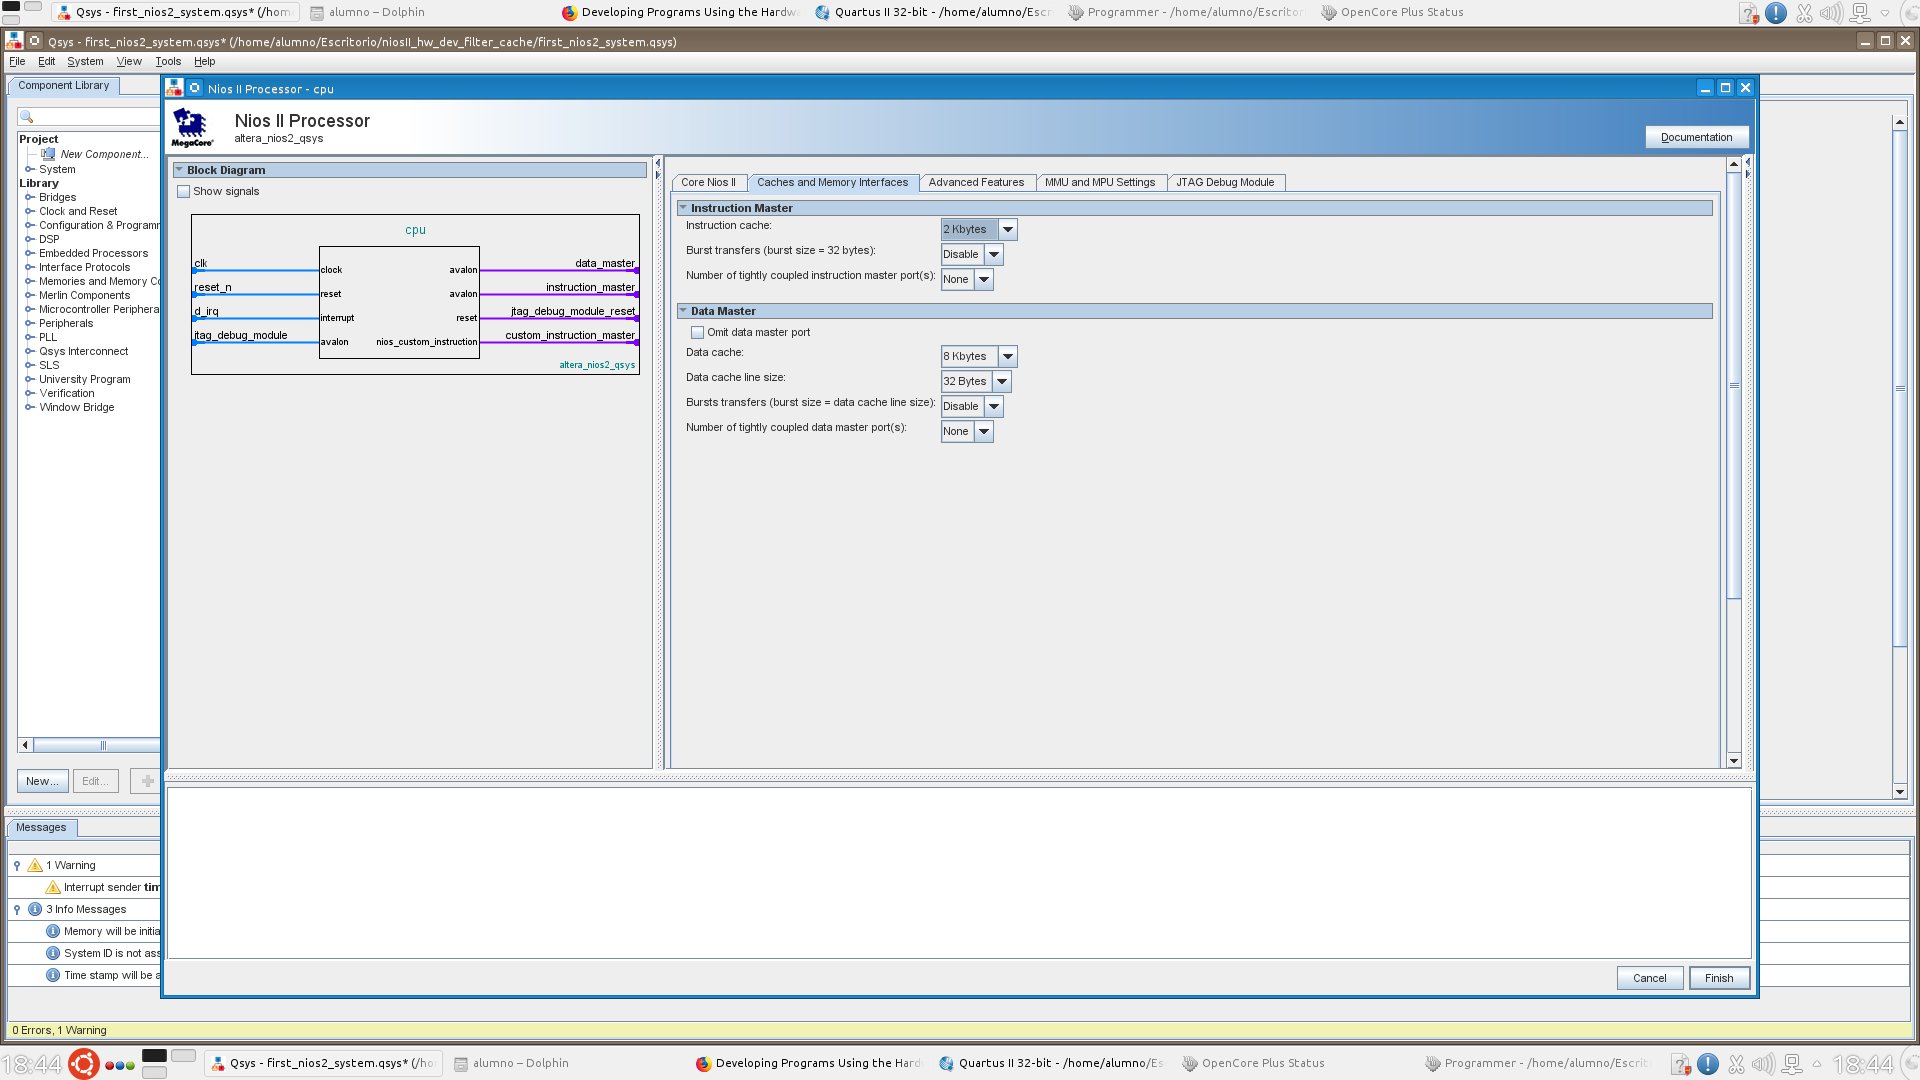 Qsys - first_nios2_system.qsys* (/hom
alumno – Dolphin
Developing Programs Using the Hardw
Quartus II 32-bit - /home/alumno/Escr
Programmer - /home/alumno/Escritor
OpenCore Plus Status
Qsys - first_nios2_system.qsys* (/home/alumno/Escritorio/niosII_hw_dev_filter_cache/first_nios2_system.qsys)
File Edit System View Tools Help
Component Library
Project
New Component...
System
Library
Bridges
Clock and Reset
Configuration & Programm
DSP
Embedded Processors
Interface Protocols
Memories and Memory Co
Merlin Components
Microcontroller Periphera
Peripherals
PLL
Qsys Interconnect
SLS
University Program
Verification
Window Bridge
New... Edit...
Nios II Processor - cpu
Nios II Processor
altera_nios2_qsys
MegaCore®
Documentation
Block Diagram
Show signals
cpu
clk clock avalon data_master
reset_n reset avalon instruction_master
d_irq interrupt reset jtag_debug_module_reset
jtag_debug_module avalon nios_custom_instruction custom_instruction_master
altera_nios2_qsys
Core Nios II Caches and Memory Interfaces Advanced Features MMU and MPU Settings JTAG Debug Module
Instruction Master
Instruction cache: 2 Kbytes
Burst transfers (burst size = 32 bytes): Disable
Number of tightly coupled instruction master port(s): None
Data Master
Omit data master port
Data cache: 8 Kbytes
Data cache line size: 32 Bytes
Bursts transfers (burst size = data cache line size): Disable
Number of tightly coupled data master port(s): None
Cancel Finish
Messages
1 Warning
Interrupt sender tim
3 Info Messages
Memory will be initia
System ID is not ass
Time stamp will be a
0 Errors, 1 Warning
18:44
Qsys - first_nios2_system.qsys* (/hom
alumno – Dolphin
Developing Programs Using the Hard
Quartus II 32-bit - /home/alumno/Es
OpenCore Plus Status
Programmer - /home/alumno/Escrit
18:44